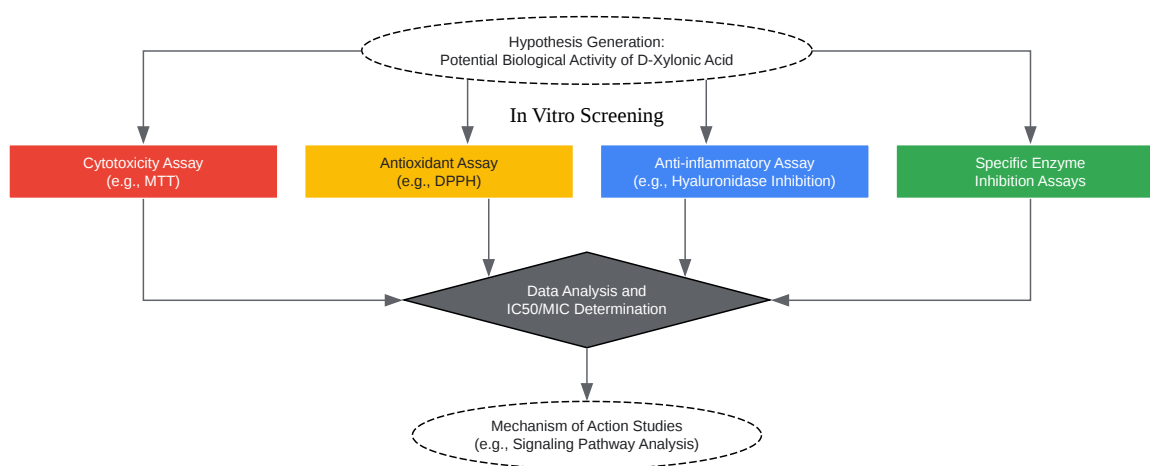 Hypothesis Generation:
Potential Biological Activity of D-Xylonic Acid
In Vitro Screening
Cytotoxicity Assay
(e.g., MTT)
Antioxidant Assay
(e.g., DPPH)
Anti-inflammatory Assay
(e.g., Hyaluronidase Inhibition)
Specific Enzyme
Inhibition Assays
Data Analysis and
IC50/MIC Determination
Mechanism of Action Studies
(e.g., Signaling Pathway Analysis)